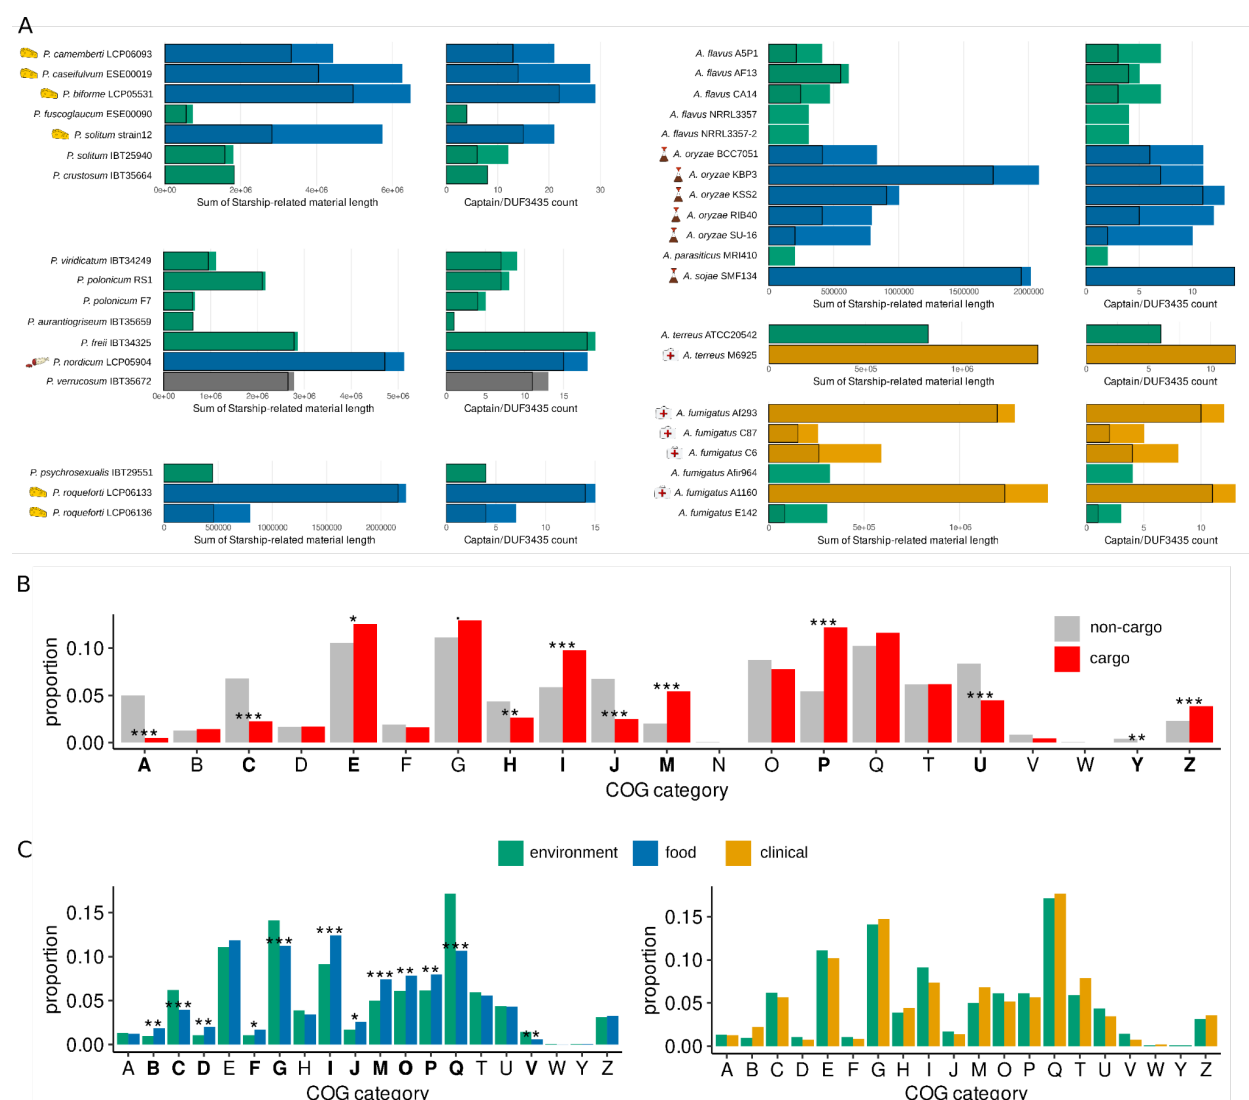 A
P. camemberti LCP06093
P. caseifulvum ESE00019
P. biforme LCP05531
P. fuscoglaucum ESE00090
P. solitum strain12
P. solitum IBT25940
P. crustosum IBT35664
0e+00 2e+06 4e+06 6e+06
Sum of Starship-related material length
0 10 20 30
Captain/DUF3435 count
P. viridicatum IBT34249
P. polonicum RS1
P. polonicum F7
P. aurantiogriseum IBT35659
P. freii IBT34325
P. nordicum LCP05904
P. verrucosum IBT35672
0e+00 1e+06 2e+06 3e+06 4e+06 5e+06
Sum of Starship-related material length
0 5 10 15
Captain/DUF3435 count
P. psychrosexualis IBT29551
P. roqueforti LCP06133
P. roqueforti LCP06136
0 500000 1000000 1500000 2000000
Sum of Starship-related material length
0 5 10 15
Captain/DUF3435 count
A. flavus A5P1
A. flavus AF13
A. flavus CA14
A. flavus NRRL3357
A. flavus NRRL3357-2
A. oryzae BCC7051
A. oryzae KBP3
A. oryzae KSS2
A. oryzae RIB40
A. oryzae SU-16
A. parasiticus MRI410
A. sojae SMF134
0 500000 1000000 1500000 2000000
Sum of Starship-related material length
0 5 10
Captain/DUF3435 count
A. terreus ATCC20542
A. terreus M6925
0 5e+05 1e+06
Sum of Starship-related material length
0 5 10
Captain/DUF3435 count
A. fumigatus Af293
A. fumigatus C87
A. fumigatus C6
A. fumigatus Afir964
A. fumigatus A1160
A. fumigatus E142
0 5e+05 1e+06
Sum of Starship-related material length
0 5 10
Captain/DUF3435 count
B
proportion
0.10
0.05
0.00
*** *** * . ** *** *** *** *** *** ** ***
non-cargo
cargo
A B C D E F G H I J M N O P Q T U V W Y Z
COG category
C
environment food clinical
proportion
0.15
0.10
0.05
0.00
** *** ** * *** *** * *** ** ** *** **
A B C D E F G H I J M O P Q T U V W Y Z
COG category
proportion
0.15
0.10
0.05
0.00
A B C D E F G H I J M O P Q T U V W Y Z
COG category